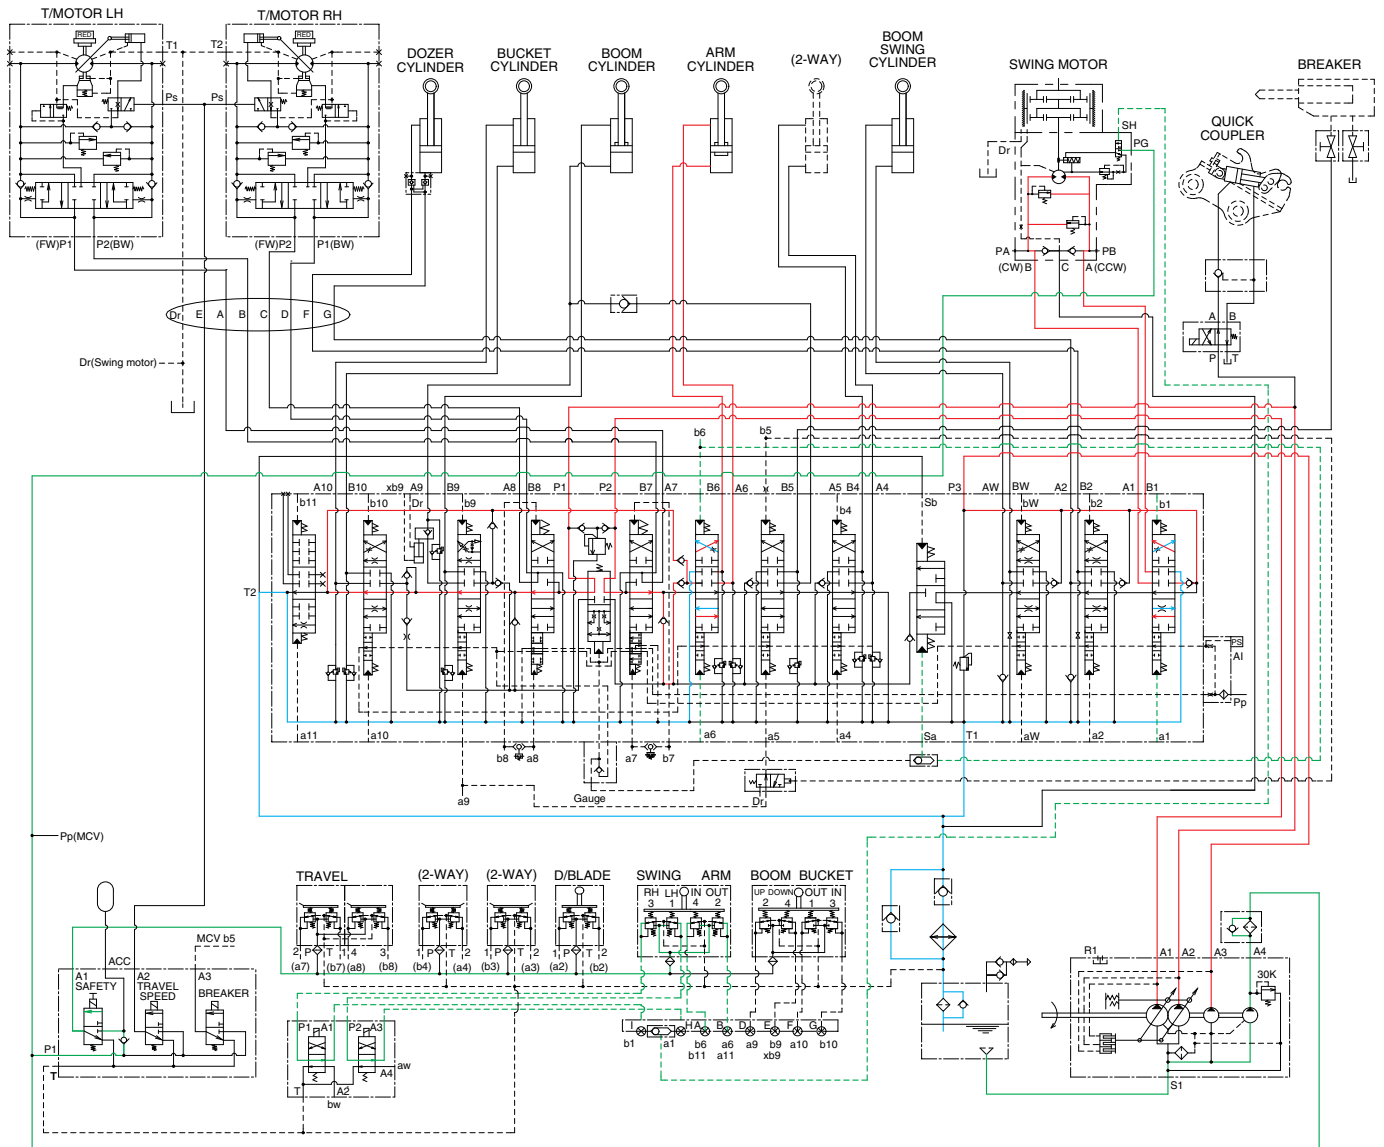 T/MOTOR LH
T/MOTOR RH
RED
RED
T1
T2
Ps
Ps
(FW)P1
P2(BW)
(FW)P2
P1(BW)
DOZER
CYLINDER
BUCKET
CYLINDER
BOOM
CYLINDER
ARM
CYLINDER
(2-WAY)
BOOM
SWING
CYLINDER
SWING MOTOR
SH
PG
Dr
PA
PB
(CW) B
C
A (CCW)
BREAKER
QUICK
COUPLER
A
B
P
T
Dr
E
A
B
C
D
F
G
Dr(Swing motor)
b6
b5
A10
B10
xb9
A9
B9
A8
B8
P1
P2
B7
A7
B6
A6
B5
A5
B4
A4
P3
AW
BW
A2
B2
A1
B1
b11
b10
Dr
b9
b4
Sb
bW
b2
b1
T2
PS
AI
Pp
a11
a10
b8
a8
a7
b7
a6
a5
a4
Sa
T1
aW
a2
a1
a9
Gauge
Dr
Pp(MCV)
TRAVEL
(2-WAY)
(2-WAY)
D/BLADE
SWING
ARM
BOOM
BUCKET
RH
LH
IN
OUT
3
1
4
2
UP
DOWN
OUT
IN
2
4
1
3
2
P
T
4
3
(a7)
(b7)
(a8)
(b8)
1
P
T
2
(b4)
(a4)
1
P
T
2
(b3)
(a3)
1
P
T
2
(a2)
(b2)
MCV b5
ACC
A1
SAFETY
A2
TRAVEL
SPEED
A3
BREAKER
P1
T
P1
A1
P2
A3
T
A2
A4
aw
bw
I
H
A
B
D
E
F
G
b1
a1
b6
a6
a9
b9
a10
b10
b11
a11
xb9
R1
A1
A2
A3
A4
30K
S1